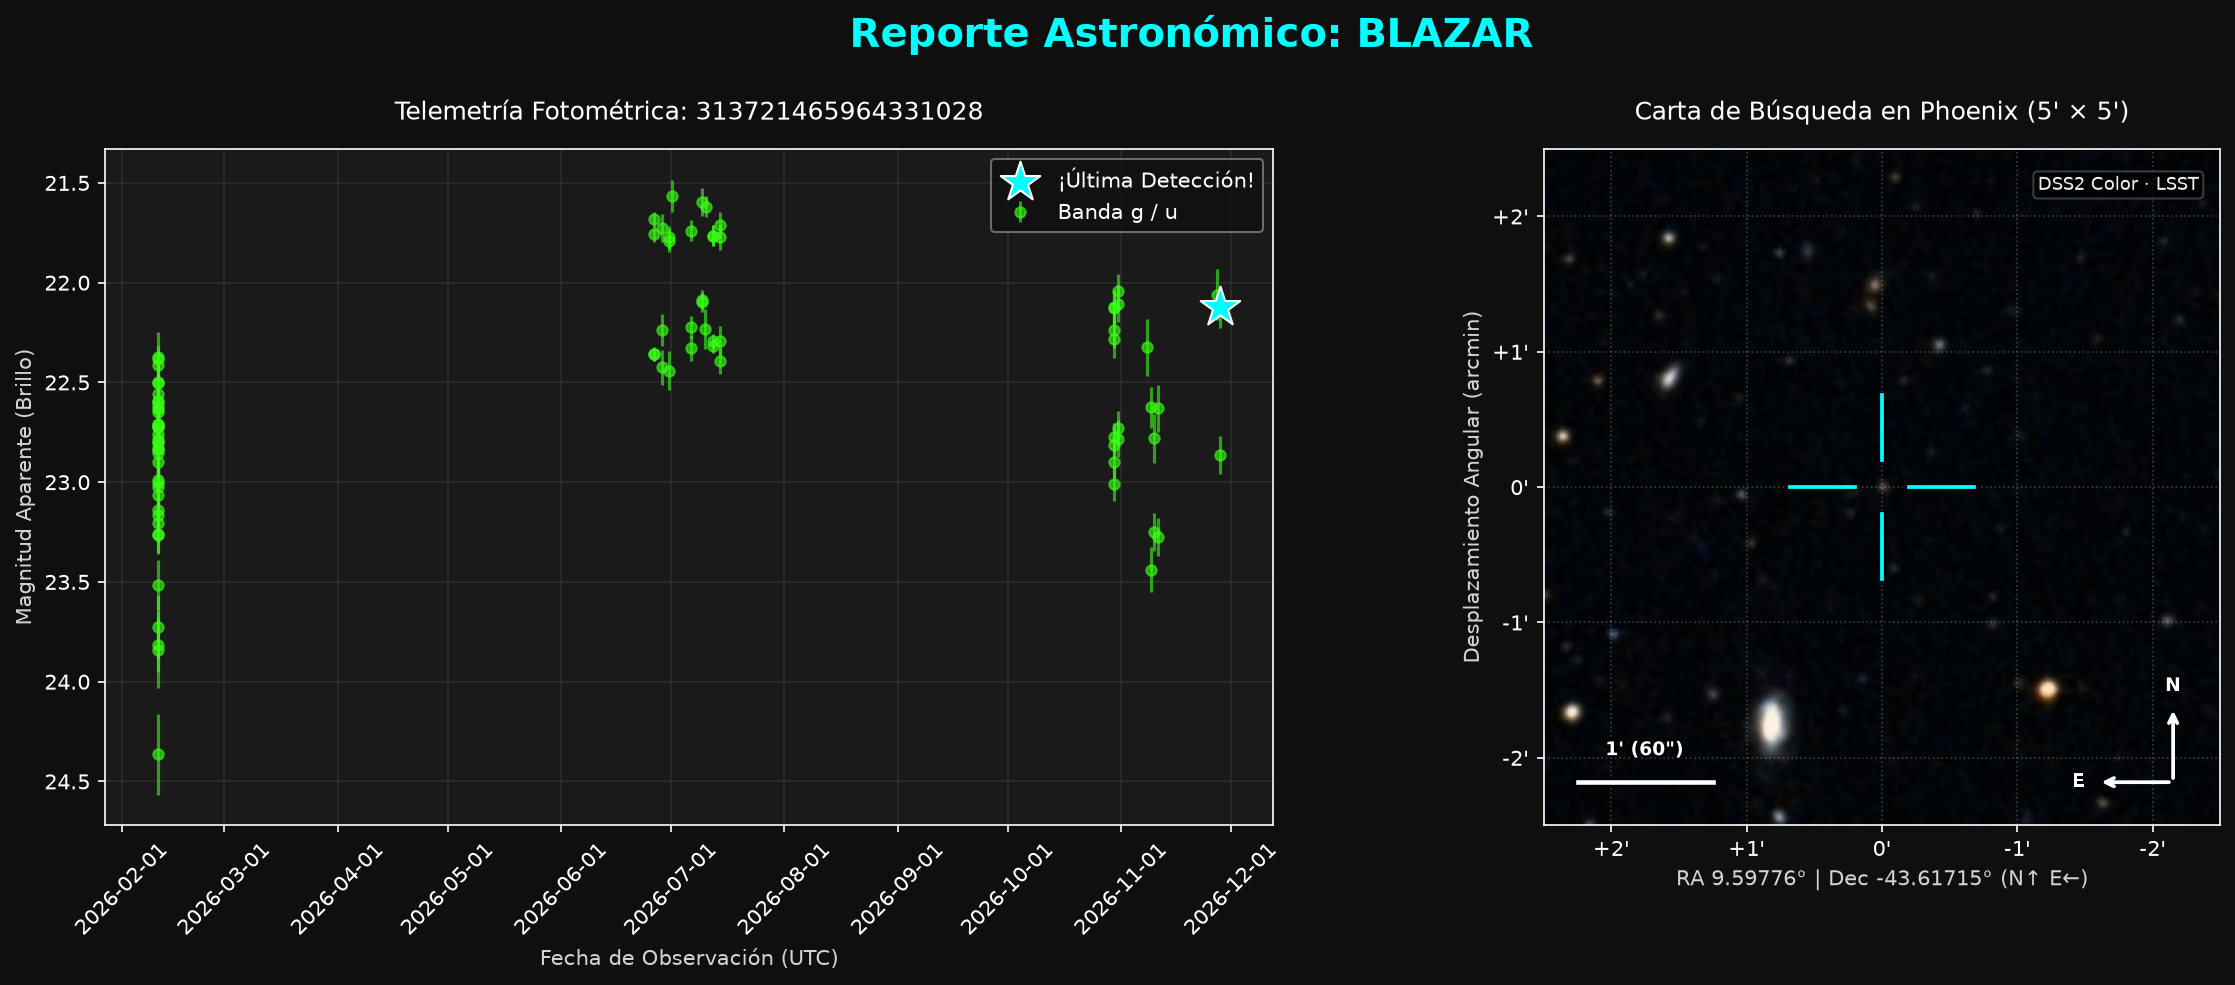 Reporte Astronómico: BLAZAR
Telemetría Fotométrica: 313721465964331028
Magnitud Aparente (Brillo)
21.5
22.0
22.5
23.0
23.5
24.0
24.5
¡Última Detección!
Banda g / u
2026-02-01
2026-03-01
2026-04-01
2026-05-01
2026-06-01
2026-07-01
2026-08-01
2026-09-01
2026-10-01
2026-11-01
2026-12-01
Fecha de Observación (UTC)
Carta de Búsqueda en Phoenix (5' × 5')
Desplazamiento Angular (arcmin)
+2'
+1'
0'
-1'
-2'
DSS2 Color · LSST
N
E
1' (60")
+2'
+1'
0'
-1'
-2'
RA 9.59776° | Dec -43.61715° (N↑ E←)